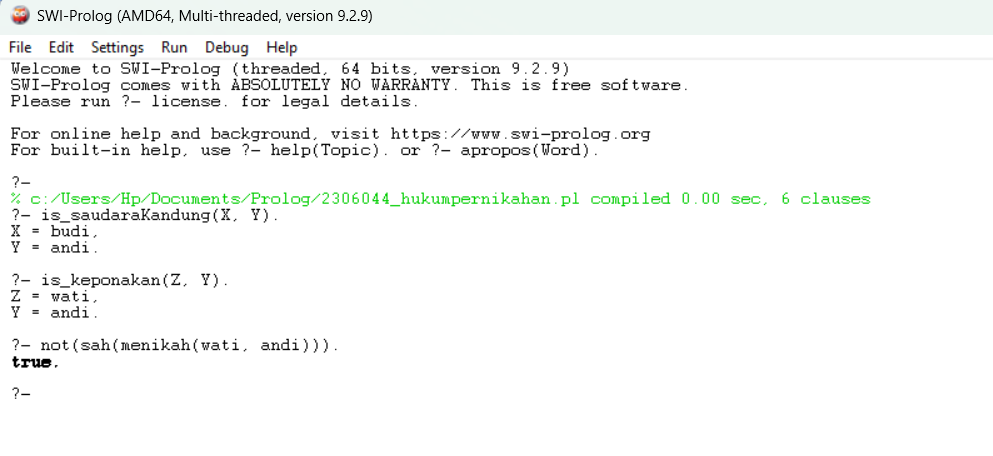 SWI-Prolog (AMD64, Multi-threaded, version 9.2.9)
File Edit Settings Run Debug Help
Welcome to SWI-Prolog (threaded, 64 bits, version 9.2.9)
SWI-Prolog comes with ABSOLUTELY NO WARRANTY. This is free software.
Please run ?- license. for legal details.
For online help and background, visit https://www.swi-prolog.org
For built-in help, use ?- help(Topic). or ?- apropos(Word).
?-
% c:/Users/Hp/Documents/Prolog/2306044_hukumpernikahan.pl compiled 0.00 sec, 6 clauses
?- is_saudaraKandung(X, Y).
X = budi,
Y = andi.
?- is_keponakan(Z, Y).
Z = wati,
Y = andi.
?- not(sah(menikah(wati, andi))).
true.
?-